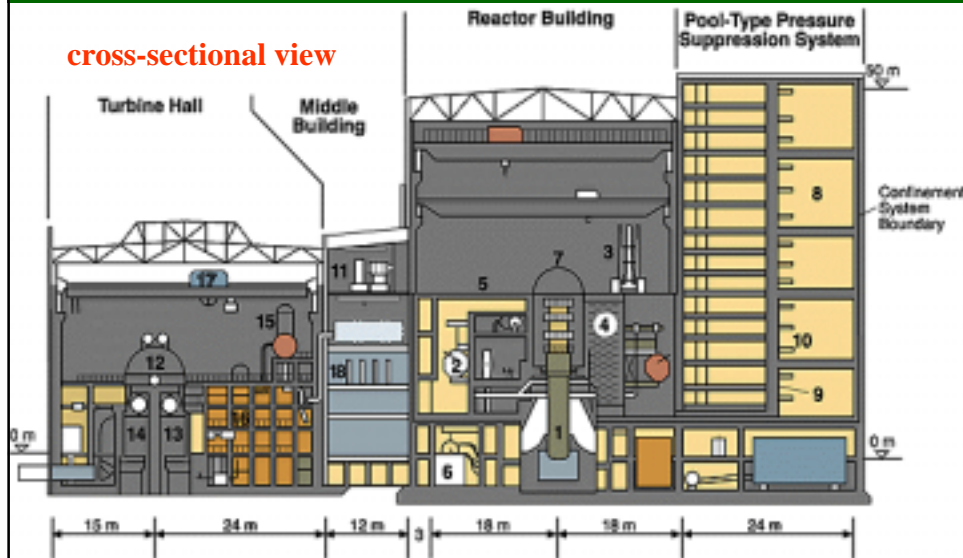 Reactor Building
Pool-Type Pressure
Suppression System
cross-sectional view
50 m
Turbine Hall
Middle
Building
8
Confinement
System
Boundary
3
7
11
17
5
15
4
10
12
2
18
9
16
14
13
1
0 m
0 m
6
15 m
24 m
12 m
3
18 m
18 m
24 m